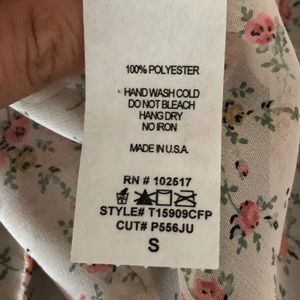 100% POLYESTER
HAND WASH COLD
DO NOT BLEACH
HANG DRY
NO IRON
MADE IN U.S.A.
RN # 102517
STYLE# T15909CFP
CUT# P556JU
S